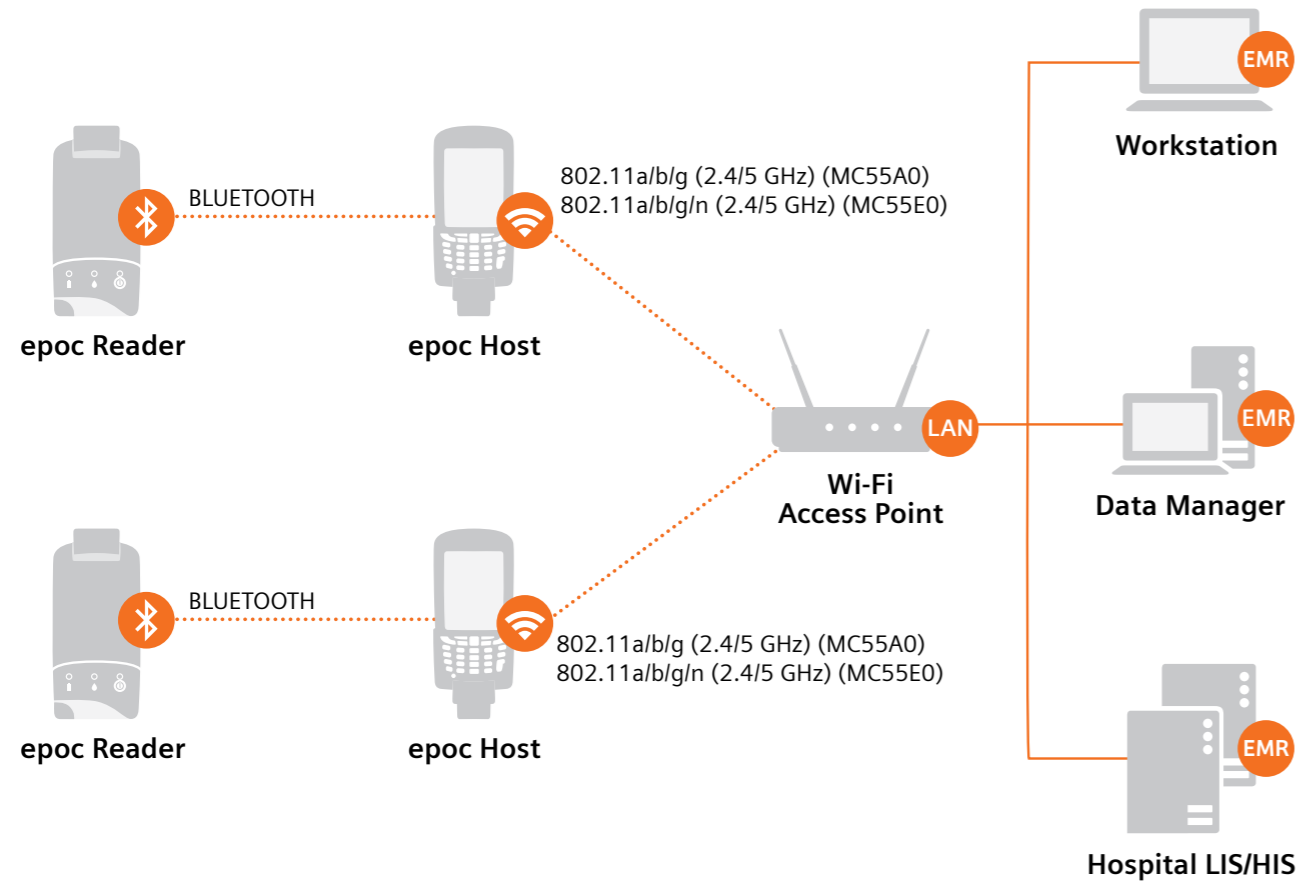 EMR
Workstation
BLUETOOTH
802.11a/b/g (2.4/5 GHz) (MC55A0)
802.11a/b/g/n (2.4/5 GHz) (MC55E0)
epoc Reader
epoc Host
LAN
Wi-Fi
Access Point
EMR
Data Manager
BLUETOOTH
802.11a/b/g (2.4/5 GHz) (MC55A0)
802.11a/b/g/n (2.4/5 GHz) (MC55E0)
epoc Reader
epoc Host
EMR
Hospital LIS/HIS